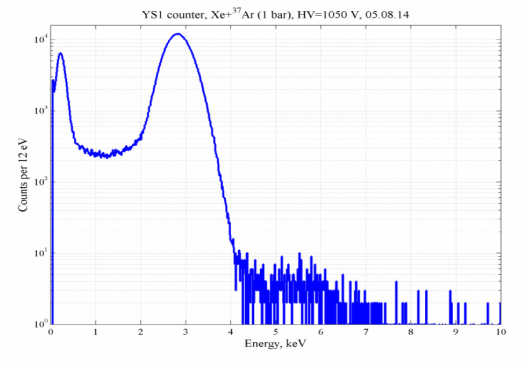 YS1 counter, Xe+³⁷Ar (1 bar), HV=1050 V, 05.08.14
Counts per 12 eV
10⁴
10³
10²
10¹
10⁰
0 1 2 3 4 5 6 7 8 9 10
Energy, keV